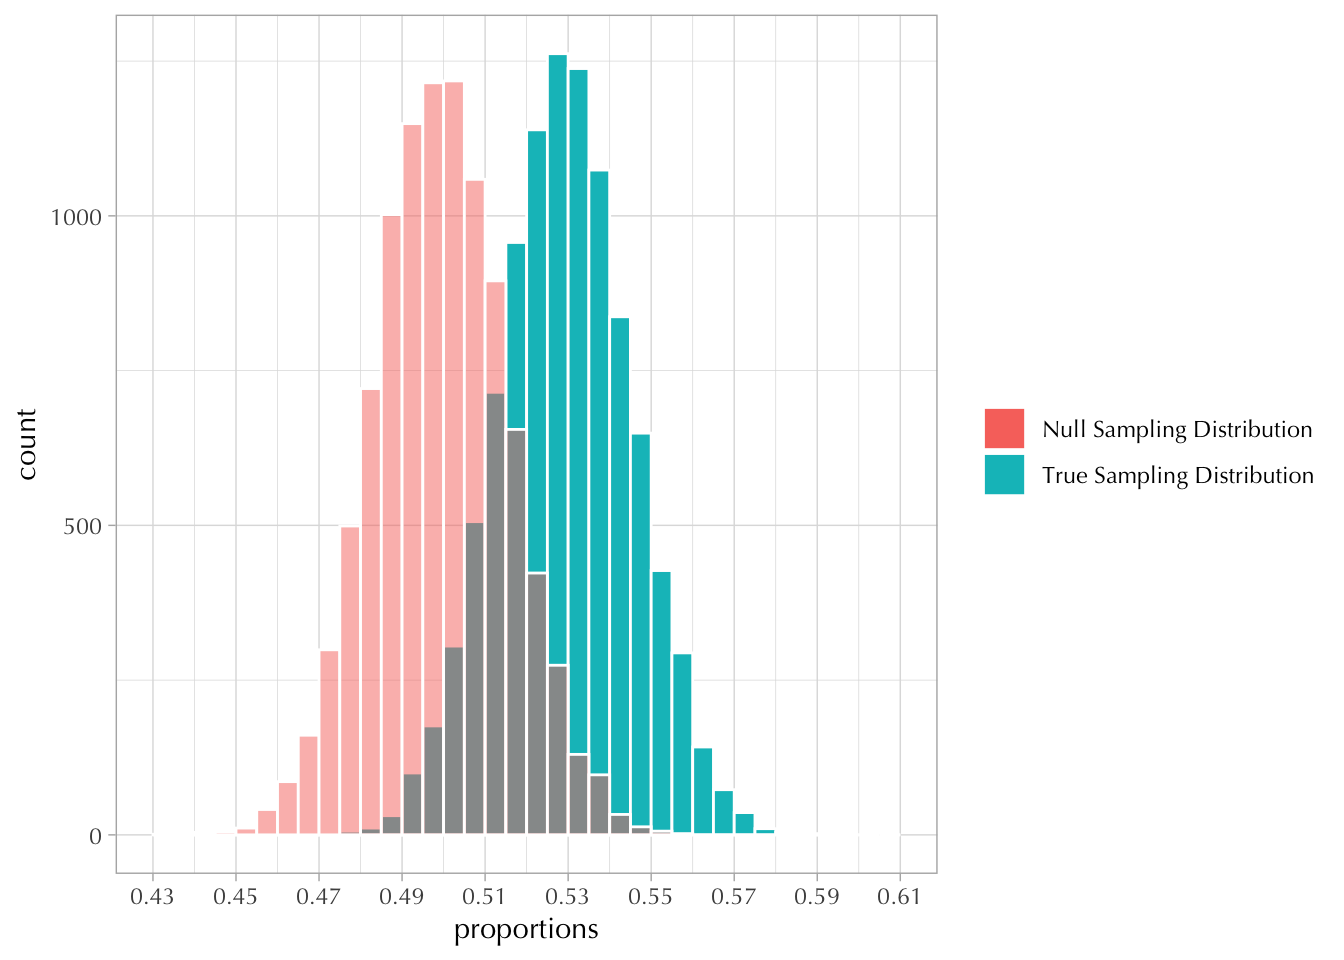 1000
500
0
count
0.43 0.45 0.47 0.49 0.51 0.53 0.55 0.57 0.59 0.61
proportions
Null Sampling Distribution
True Sampling Distribution